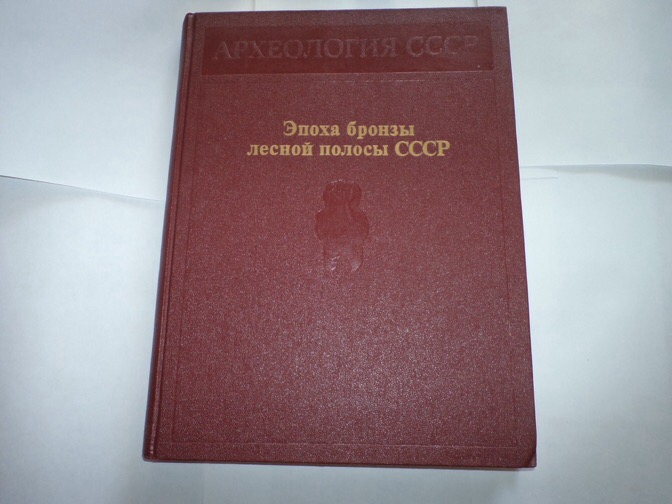 АРХЕОЛОГИЯ СССР
Эпоха бронзы
лесной полосы СССР